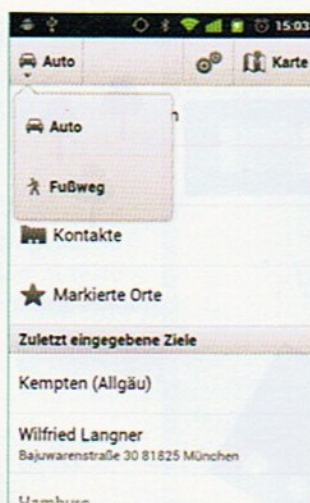 15:03
Auto
Karte
Auto
Fußweg
Kontakte
Markierte Orte
Zuletzt eingegebene Ziele
Kempten (Allgäu)
Wilfried Langner
Bajuwarenstraße 30 81825 München
Hamburg